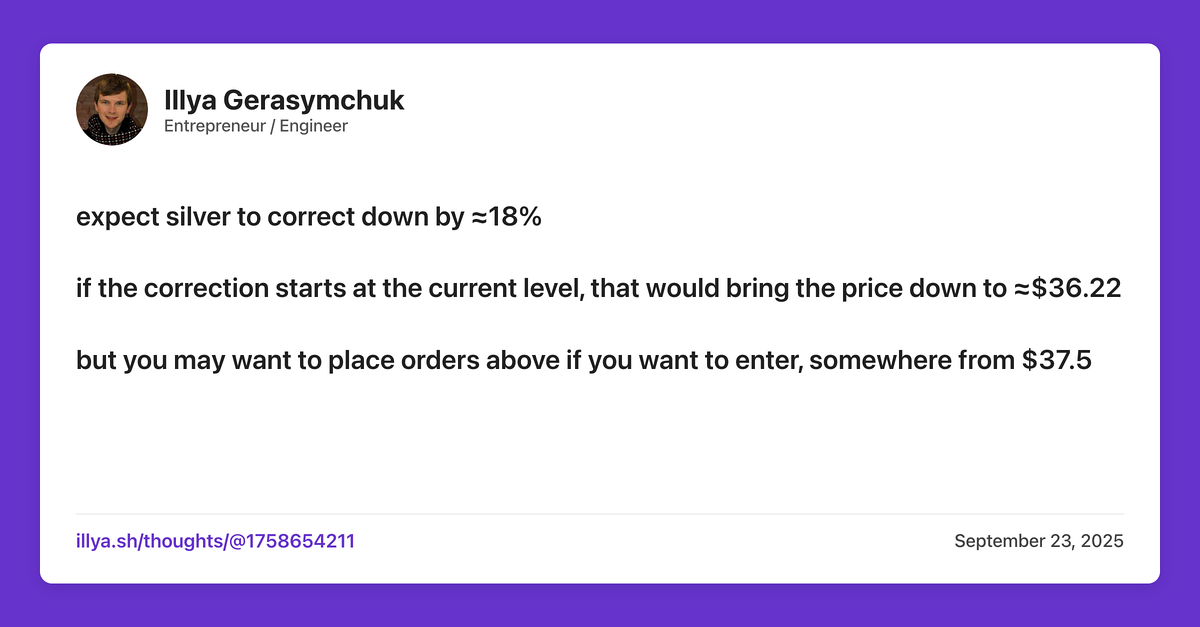 Illya Gerasymchuk
Entrepreneur / Engineer
expect silver to correct down by ≈18%
if the correction starts at the current level, that would bring the price down to ≈$36.22
but you may want to place orders above if you want to enter, somewhere from $37.5
illya.sh/thoughts/@1758654211
September 23, 2025